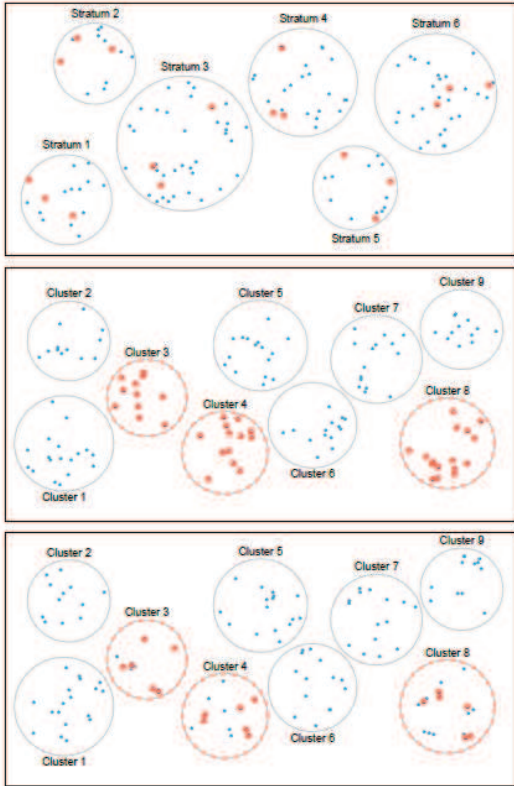 Stratum 2
Stratum 4
Stratum 6
Stratum 3
Stratum 1
Stratum 5
Cluster 9
Cluster 2
Cluster 5
Cluster 7
Cluster 3
Cluster 8
Cluster 4
Cluster 6
Cluster 1
Cluster 9
Cluster 2
Cluster 5
Cluster 7
Cluster 3
Cluster 8
Cluster 4
Cluster 6
Cluster 1